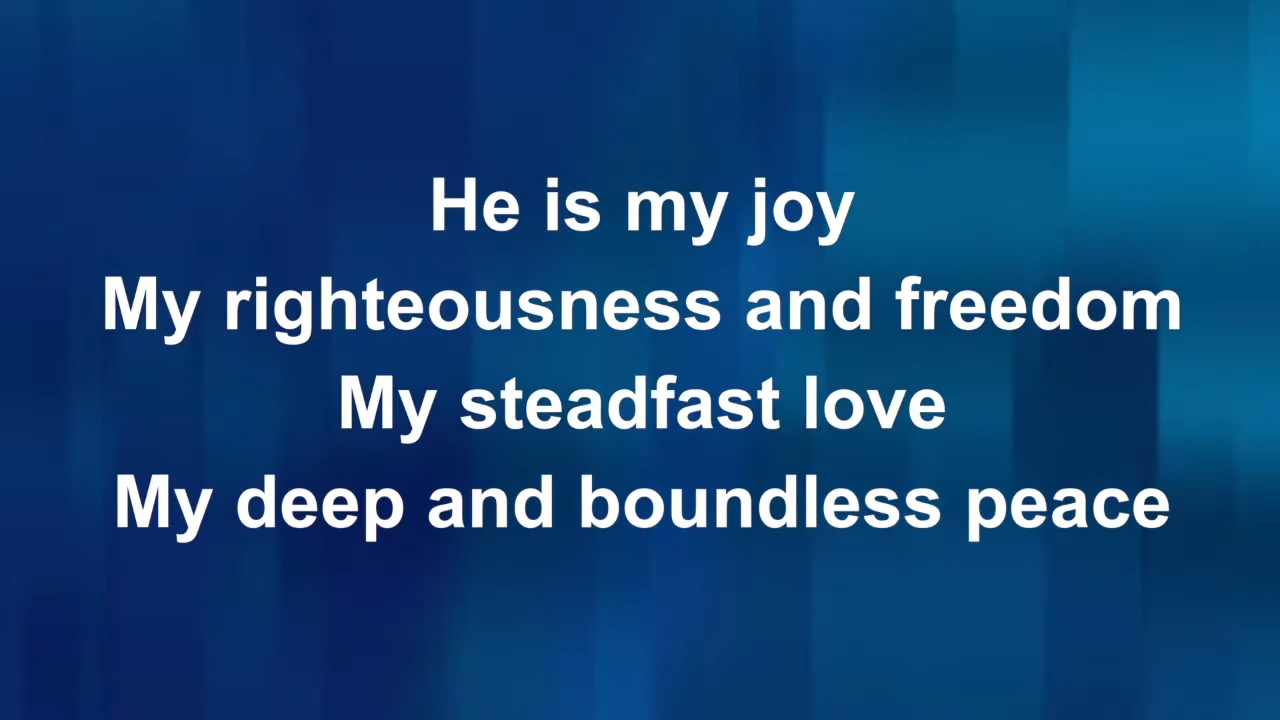 He is my joy
My righteousness and freedom
My steadfast love
My deep and boundless peace